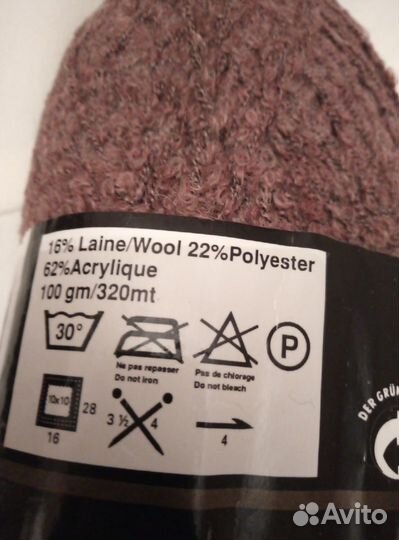 16% Laine/Wool 22%Polyester
62%Acrylique
100 gm/320mt
30°
Ne pas repasser
Do not iron
Pas de chlorage
Do not bleach
P
10x10
28
16
3 ½
4
4
DER GRÜN
Avito